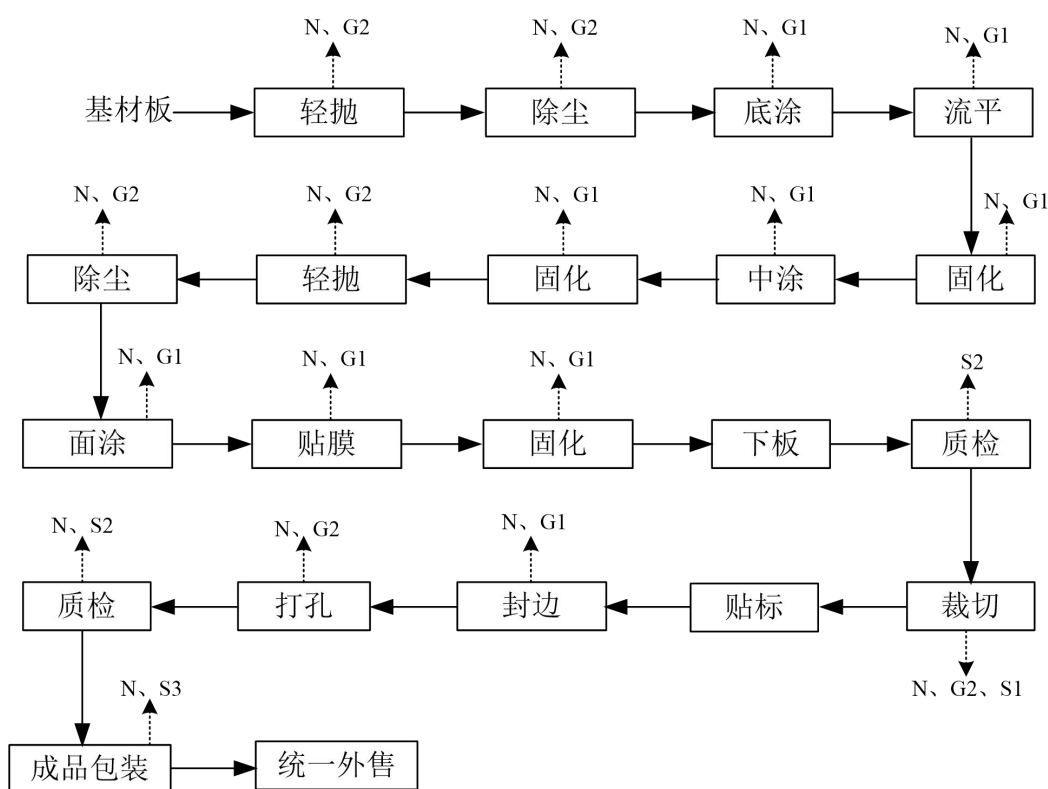 N、G2
N、G2
N、G1
N、G1
基材板
轻抛
除尘
底涂
流平
N、G2
N、G2
N、G1
N、G1
N、G1
除尘
轻抛
固化
中涂
固化
N、G1
N、G1
N、G1
S2
面涂
贴膜
固化
下板
质检
N、S2
N、G2
N、G1
质检
打孔
封边
贴标
裁切
N、S3
N、G2、S1
成品包装
统一外售